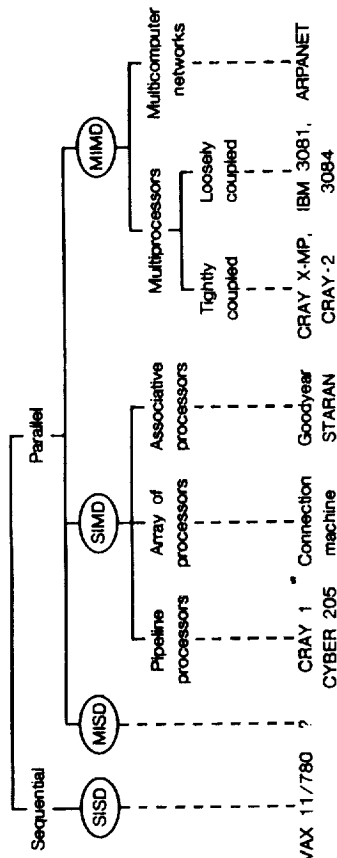 Sequential
Parallel
SISD
MISD
SIMD
MIMD
Pipeline
processors
Array of
processors
Associative
processors
Multiprocessors
Multicomputer
networks
Tightly
coupled
Loosely
coupled
VAX 11/780
?
CRAY 1
CYBER 205
Connection
machine
Goodyear
STARAN
CRAY X-MP,
CRAY-2
IBM 3081,
3084
ARPANET